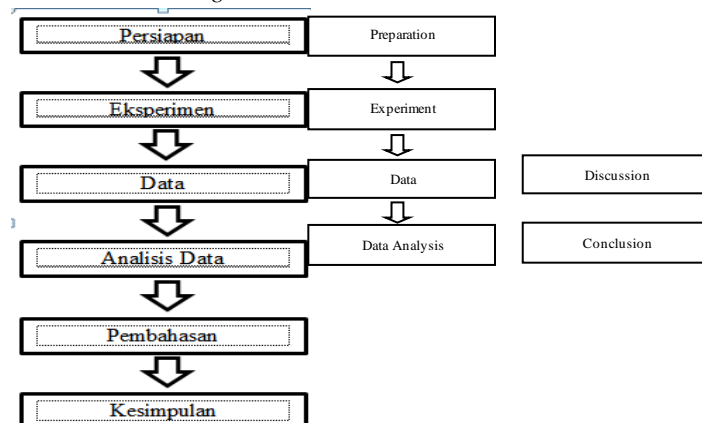 Persiapan
Eksperimen
Data
Analisis Data
Pembahasan
Kesimpulan
Preparation
Experiment
Data
Data Analysis
Discussion
Conclusion